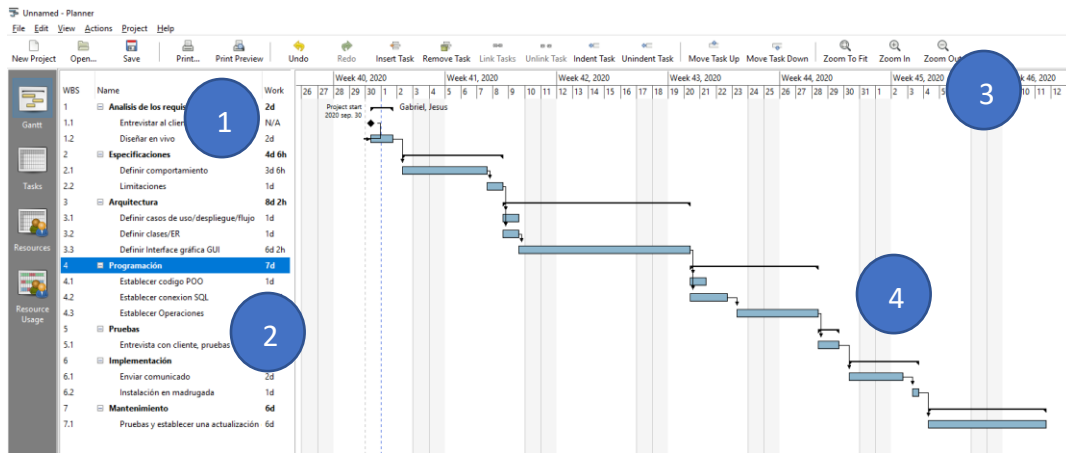 Unnamed - Planner
File Edit View Actions Project Help
New Project Open... Save Print... Print Preview Undo Redo Insert Task Remove Task Link Tasks Unlink Task Indent Task Unindent Task Move Task Up Move Task Down Zoom To Fit Zoom In Zoom Out
WBS Name Work Week 40, 2020 Week 41, 2020 Week 42, 2020 Week 43, 2020 Week 45, 2020 46, 2020
26 27 28 29 30 1 2 3 4 5 6 7 8 9 10 11 12 13 14 15 16 17 18 19 20 21 22 23 24 25 26 27 28 29 30 31 1 2 3 4 5 10 11 12
Gantt
Tasks
Resources
Resource
Usage
1 Analisis de los requis 2d
1.1 Entrevistar al clie N/A
1.2 Diseñar en vivo 2d
2 Especificaciones 4d 6h
2.1 Definir comportamiento 3d 6h
2.2 Limitaciones 1d
3 Arquitectura 8d 2h
3.1 Definir casos de uso/despliegue/flujo 1d
3.2 Definir clases/ER 1d
3.3 Definir Interface gráfica GUI 6d 2h
4 Programación 7d
4.1 Establecer codigo POO 1d
4.2 Establecer conexion SQL
4.3 Establecer Operaciones
5 Pruebas
5.1 Entrevista con cliente, pruebas
6 Implementación
6.1 Enviar comunicado 2d
6.2 Instalación en madrugada 1d
7 Mantenimiento 6d
7.1 Pruebas y establecer una actualización 6d
Project start
2020 sep. 30
Gabriel, Jesus
1
2
3
4